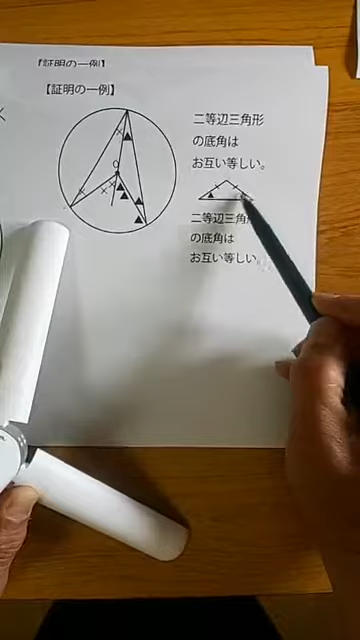 【証明の一例】
【証明の一例】
O
二等辺三角形
の底角は
お互い等しい。
二等辺三角形
の底角は
お互い等しい。